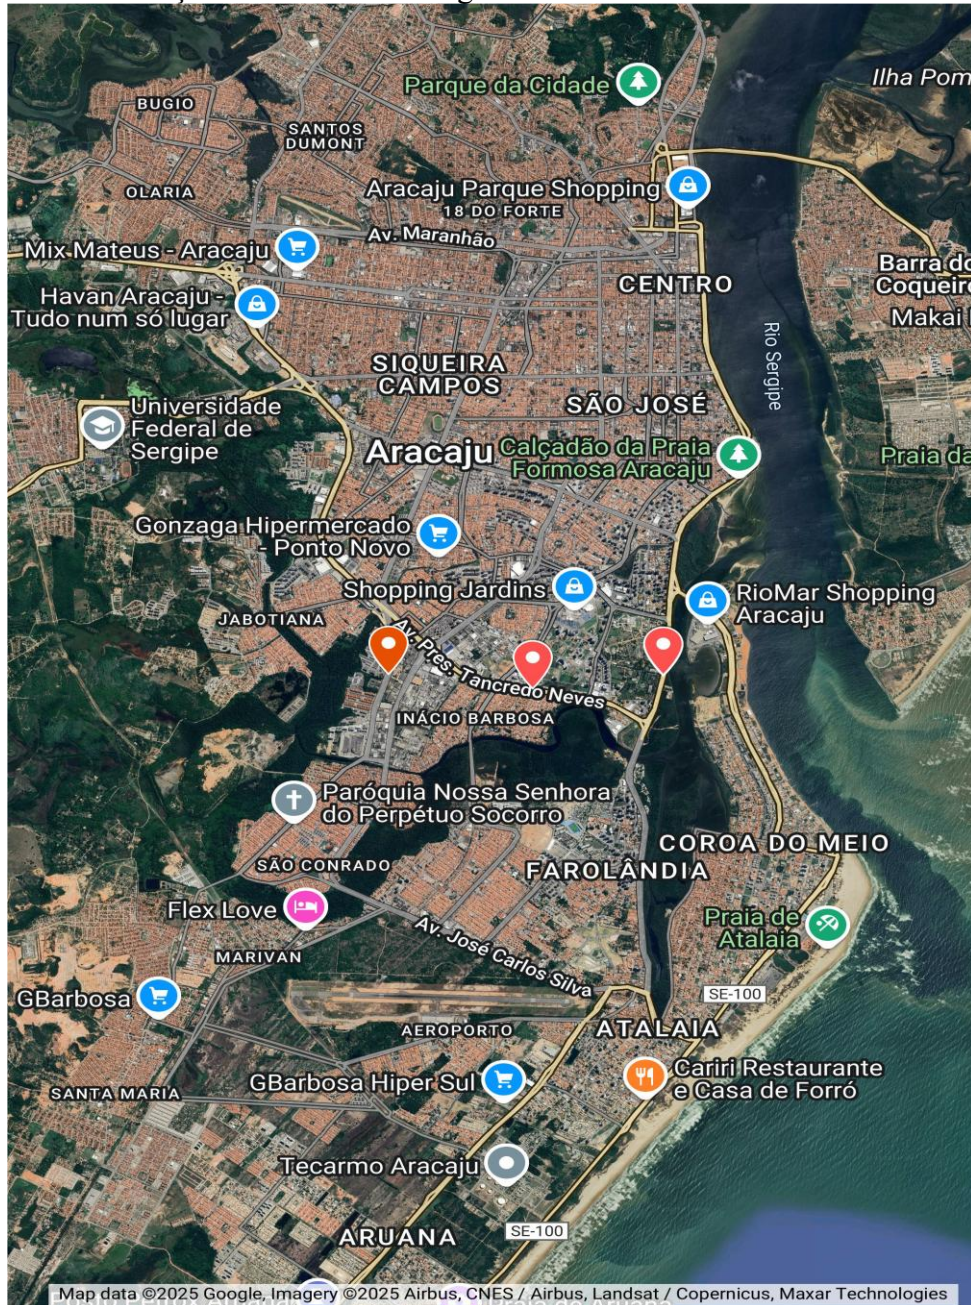 Parque da Cidade
Ilha Pom
BUGIO
SANTOS
DUMONT
OLARIA
Aracaju Parque Shopping
18 DO FORTE
Av. Maranhão
Mix Mateus - Aracaju
Barra do
Coqueiro
CENTRO
Havan Aracaju -
Tudo num só lugar
Makai
Rio Sergipe
SIQUEIRA
CAMPOS
SÃO JOSÉ
Universidade
Federal de
Sergipe
Aracaju
Calçadão da Praia
Formosa Aracaju
Praia da
Gonzaga Hipermercado
- Ponto Novo
Shopping Jardins
RioMar Shopping
Aracaju
JABOTIANA
Av. Pres. Tancredo Neves
INÁCIO BARBOSA
Paróquia Nossa Senhora
do Perpétuo Socorro
COROA DO MEIO
SÃO CONRADO
FAROLÂNDIA
Flex Love
Praia de
Atalaia
Av. José Carlos Silva
MARIVAN
GBarbosa
SE-100
AEROPORTO
ATALAIA
GBarbosa Hiper Sul
Cariri Restaurante
e Casa de Forró
SANTA MARIA
Tecarmo Aracaju
ARUANA
SE-100
Map data ©2025 Google, Imagery ©2025 Airbus, CNES / Airbus, Landsat / Copernicus, Maxar Technologies